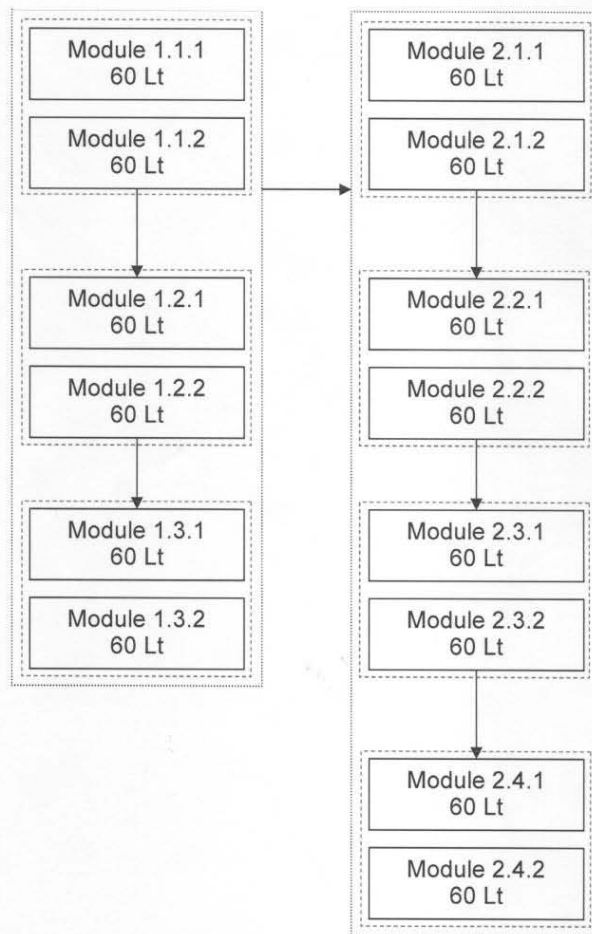 Module 1.1.1
60 Lt
Module 1.1.2
60 Lt
Module 1.2.1
60 Lt
Module 1.2.2
60 Lt
Module 1.3.1
60 Lt
Module 1.3.2
60 Lt
Module 2.1.1
60 Lt
Module 2.1.2
60 Lt
Module 2.2.1
60 Lt
Module 2.2.2
60 Lt
Module 2.3.1
60 Lt
Module 2.3.2
60 Lt
Module 2.4.1
60 Lt
Module 2.4.2
60 Lt